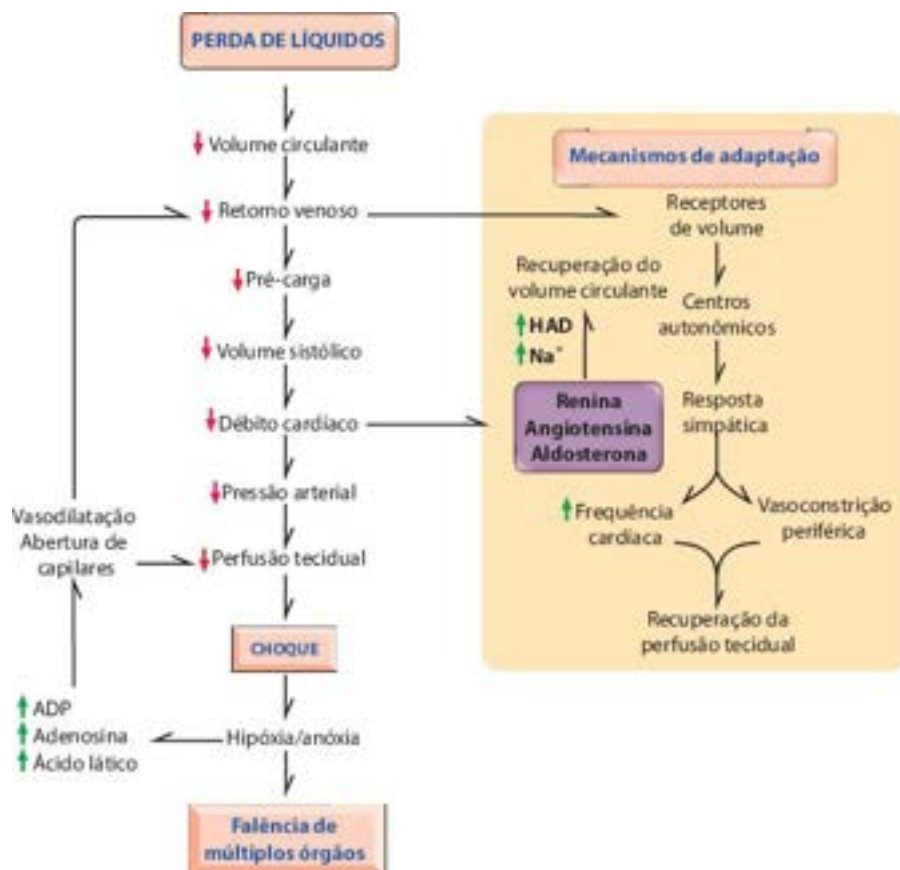 PERDA DE LÍQUIDOS
Volume circulante
Retorno venoso
Pré-carga
Volume sistólico
Débito cardíaco
Pressão arterial
Perfusão tecidual
CHOQUE
Hipóxia/anóxia
Falência de
múltiplos órgãos
Vasodilatação
Abertura de
capilares
ADP
Adenosina
Ácido lático
Mecanismos de adaptação
Receptores
de volume
Centros
autonômicos
Resposta
simpática
Frequência
cardíaca
Vasoconstrição
periférica
Recuperação da
perfusão tecidual
Recuperação do
volume circulante
HAD
Na⁺
Renina
Angiotensina
Aldosterona